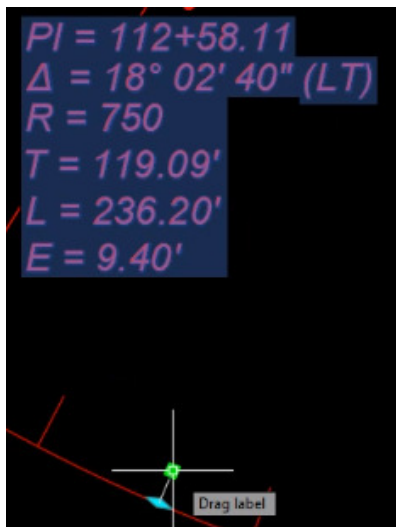 PI = 112+58.11
Δ = 18° 02' 40" (LT)
R = 750
T = 119.09'
L = 236.20'
E = 9.40'
Drag label